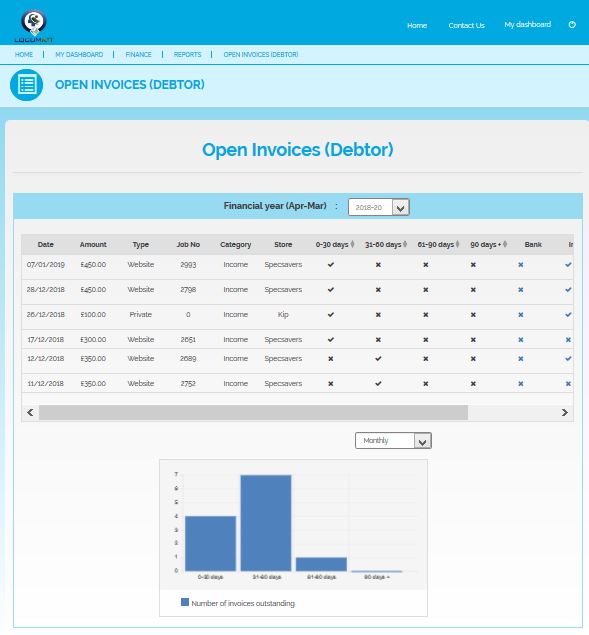 LOCUMKIT
Home Contact Us My dashboard
HOME | MY DASHBOARD | FINANCE | REPORTS | OPEN INVOICES (DEBTOR)
OPEN INVOICES (DEBTOR)
Open Invoices (Debtor)
Financial year (Apr-Mar) : 2018-20
Date Amount Type Job No Category Store 0-30 days 31-60 days 61-90 days 90 days + Bank In
07/01/2019 £450.00 Website 2993 Income Specsavers ✓ ✖ ✖ ✖ ✖ ✓
28/12/2018 £450.00 Website 2798 Income Specsavers ✓ ✖ ✖ ✖ ✖ ✓
26/12/2018 £100.00 Private 0 Income Kip ✓ ✖ ✖ ✖ ✖ ✓
17/12/2018 £300.00 Website 2651 Income Specsavers ✓ ✖ ✖ ✖ ✖ ✖
12/12/2018 £350.00 Website 2689 Income Specsavers ✖ ✓ ✖ ✖ ✖ ✓
11/12/2018 £350.00 Website 2752 Income Specsavers ✖ ✓ ✖ ✖ ✖ ✖
Monthly
7
6
5
4
3
2
1
0
0-30 days 31-60 days 61-90 days 90 days +
Number of invoices outstanding